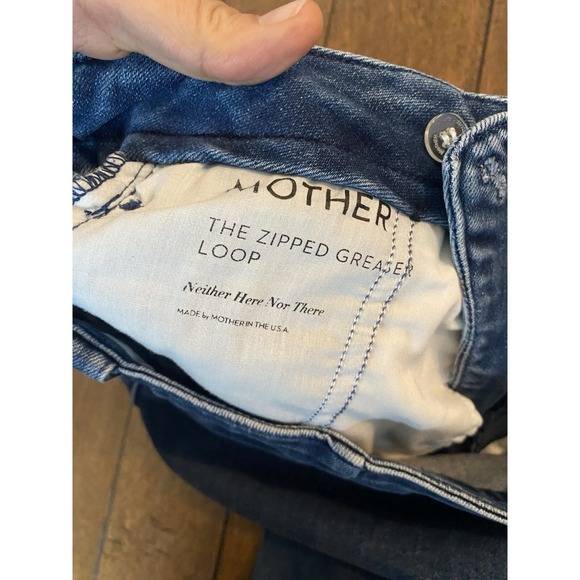 MOTHER
THE ZIPPED GREASER
LOOP
Neither Here Nor There
MADE by MOTHER IN THE U.S.A.